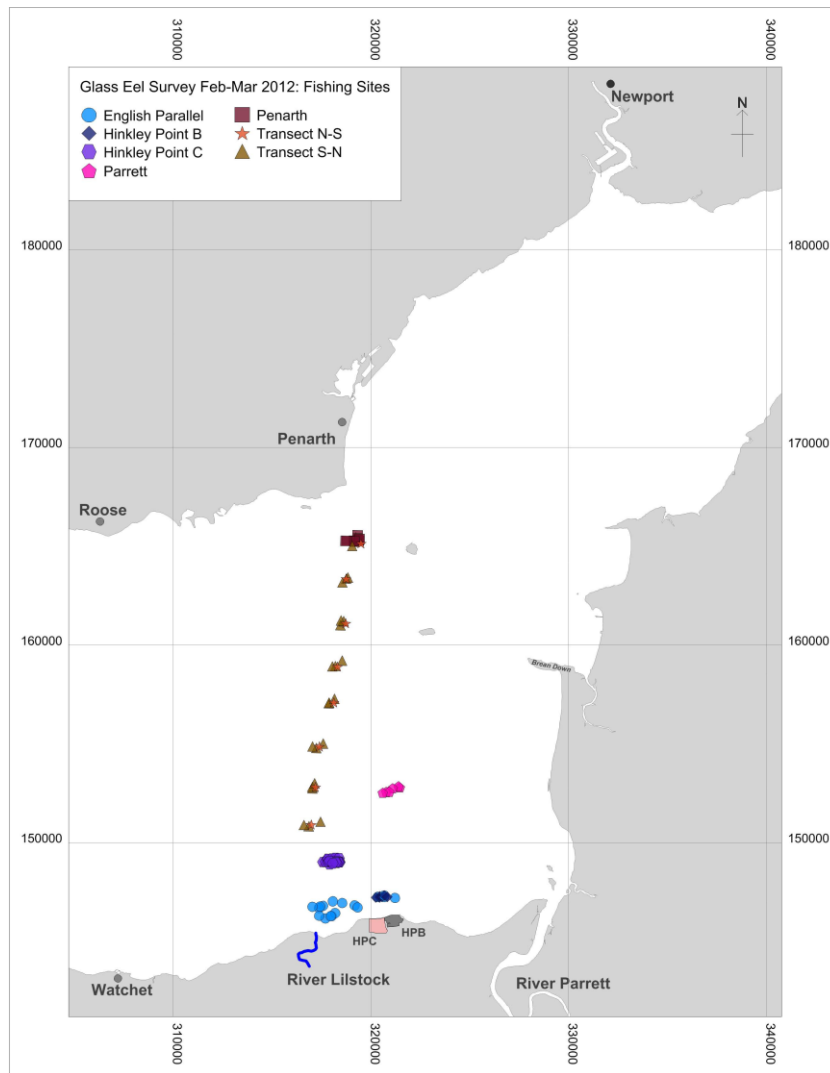 310000 320000 330000 340000
Glass Eel Survey Feb-Mar 2012: Fishing Sites
English Parallel
Hinkley Point B
Hinkley Point C
Parrett
Penarth
Transect N-S
Transect S-N
Newport
N
180000 180000
170000 170000
Penarth
Roose
160000 160000
Brean Down
150000 150000
HPC
HPB
River Lilstock
River Parrett
Watchet
310000 320000 330000 340000